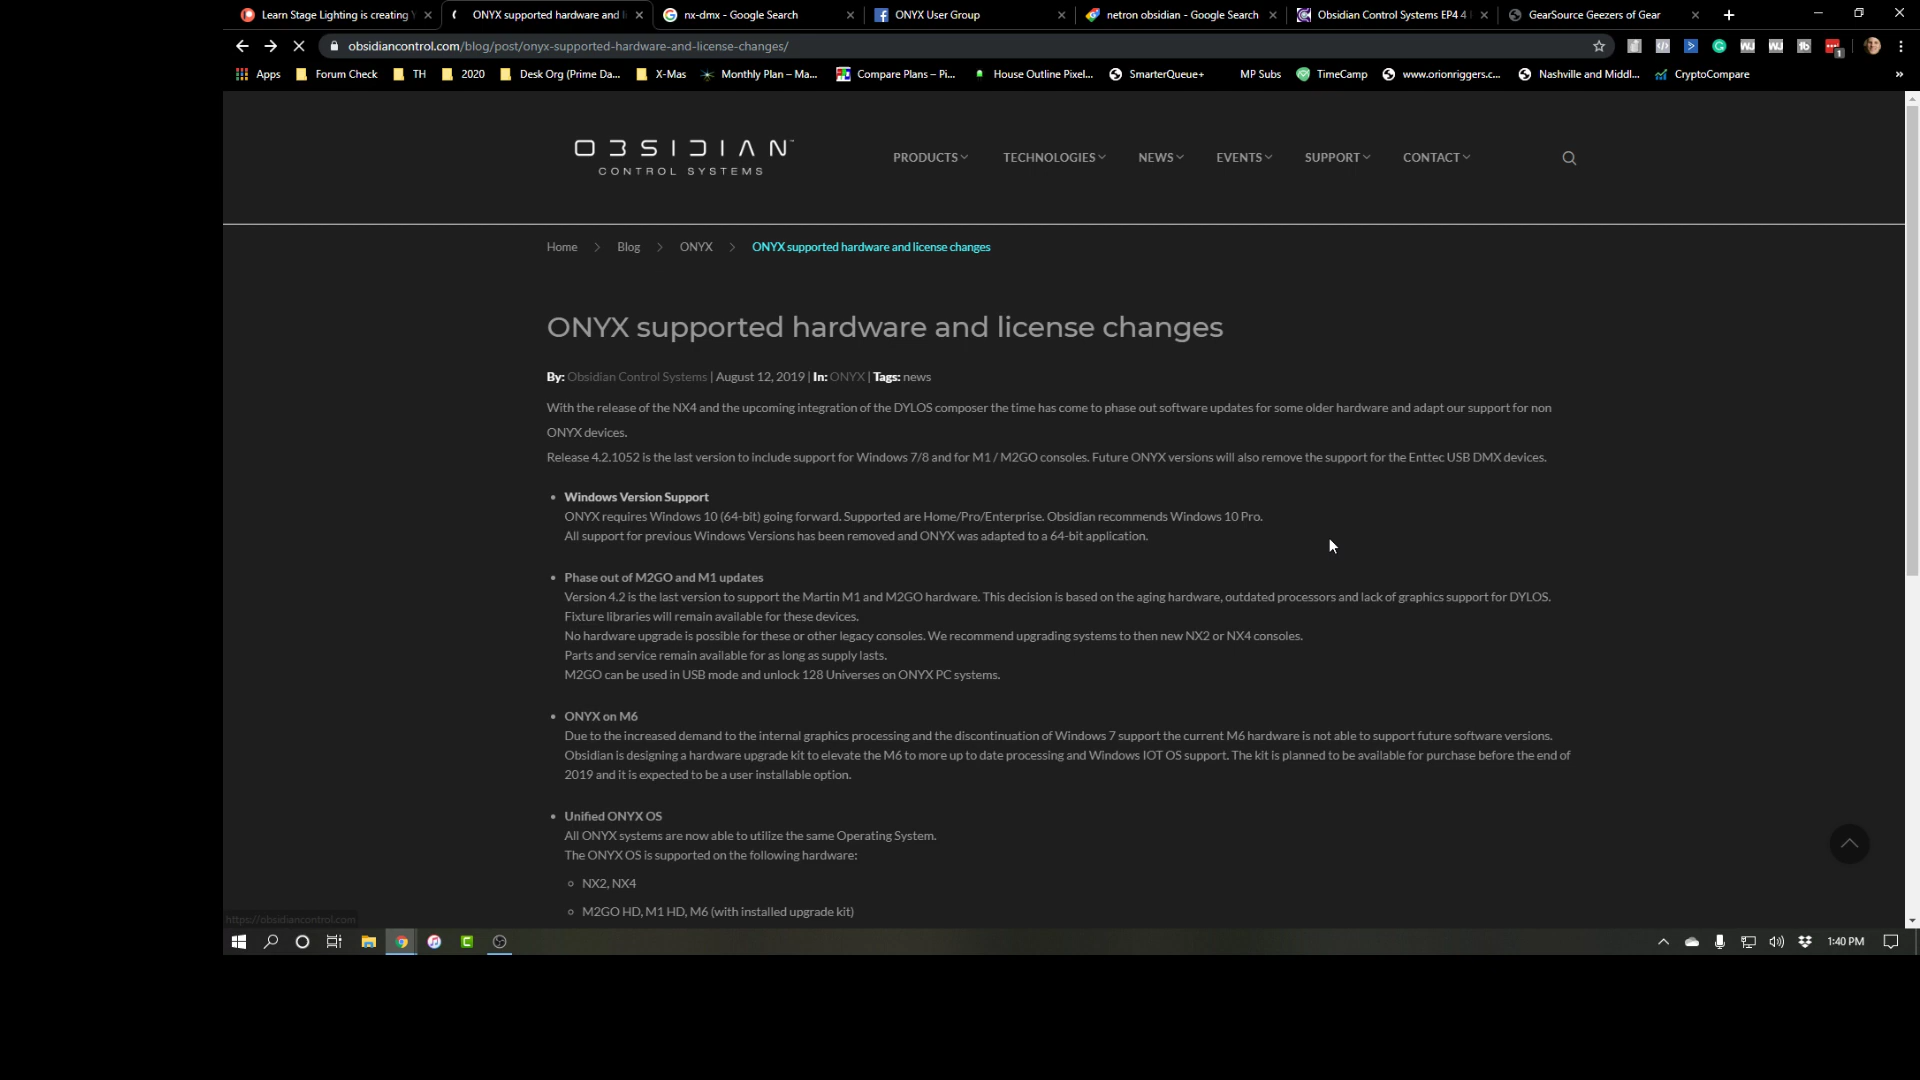 Learn Stage Lighting is creating Y
ONYX supported hardware and l
nx-dmx - Google Search
ONYX User Group
netron obsidian - Google Search
Obsidian Control Systems EP4 4
GearSource Geezers of Gear
obsidiancontrol.com/blog/post/onyx-supported-hardware-and-license-changes/
Apps
Forum Check
TH
2020
Desk Org (Prime Da...
X-Mas
Monthly Plan – Ma...
Compare Plans – Pi...
House Outline Pixel...
SmarterQueue+
MP Subs
TimeCamp
www.orionriggers.c...
Nashville and Middl...
CryptoCompare
OBSIDIAN™
CONTROL SYSTEMS
PRODUCTS
TECHNOLOGIES
NEWS
EVENTS
SUPPORT
CONTACT
Home > Blog > ONYX > ONYX supported hardware and license changes
ONYX supported hardware and license changes
By: Obsidian Control Systems | August 12, 2019 | In: ONYX | Tags: news
With the release of the NX4 and the upcoming integration of the DYLOS composer the time has come to phase out software updates for some older hardware and adapt our support for non
ONYX devices.
Release 4.2.1052 is the last version to include support for Windows 7/8 and for M1 / M2GO consoles. Future ONYX versions will also remove the support for the Enttec USB DMX devices.
• Windows Version Support
ONYX requires Windows 10 (64-bit) going forward. Supported are Home/Pro/Enterprise. Obsidian recommends Windows 10 Pro.
All support for previous Windows Versions has been removed and ONYX was adapted to a 64-bit application.
• Phase out of M2GO and M1 updates
Version 4.2 is the last version to support the Martin M1 and M2GO hardware. This decision is based on the aging hardware, outdated processors and lack of graphics support for DYLOS.
Fixture libraries will remain available for these devices.
No hardware upgrade is possible for these or other legacy consoles. We recommend upgrading systems to then new NX2 or NX4 consoles.
Parts and service remain available for as long as supply lasts.
M2GO can be used in USB mode and unlock 128 Universes on ONYX PC systems.
• ONYX on M6
Due to the increased demand to the internal graphics processing and the discontinuation of Windows 7 support the current M6 hardware is not able to support future software versions.
Obsidian is designing a hardware upgrade kit to elevate the M6 to more up to date processing and Windows IOT OS support. The kit is planned to be available for purchase before the end of
2019 and it is expected to be a user installable option.
• Unified ONYX OS
All ONYX systems are now able to utilize the same Operating System.
The ONYX OS is supported on the following hardware:
○ NX2, NX4
○ M2GO HD, M1 HD, M6 (with installed upgrade kit)
https://obsidiancontrol.com
1:40 PM